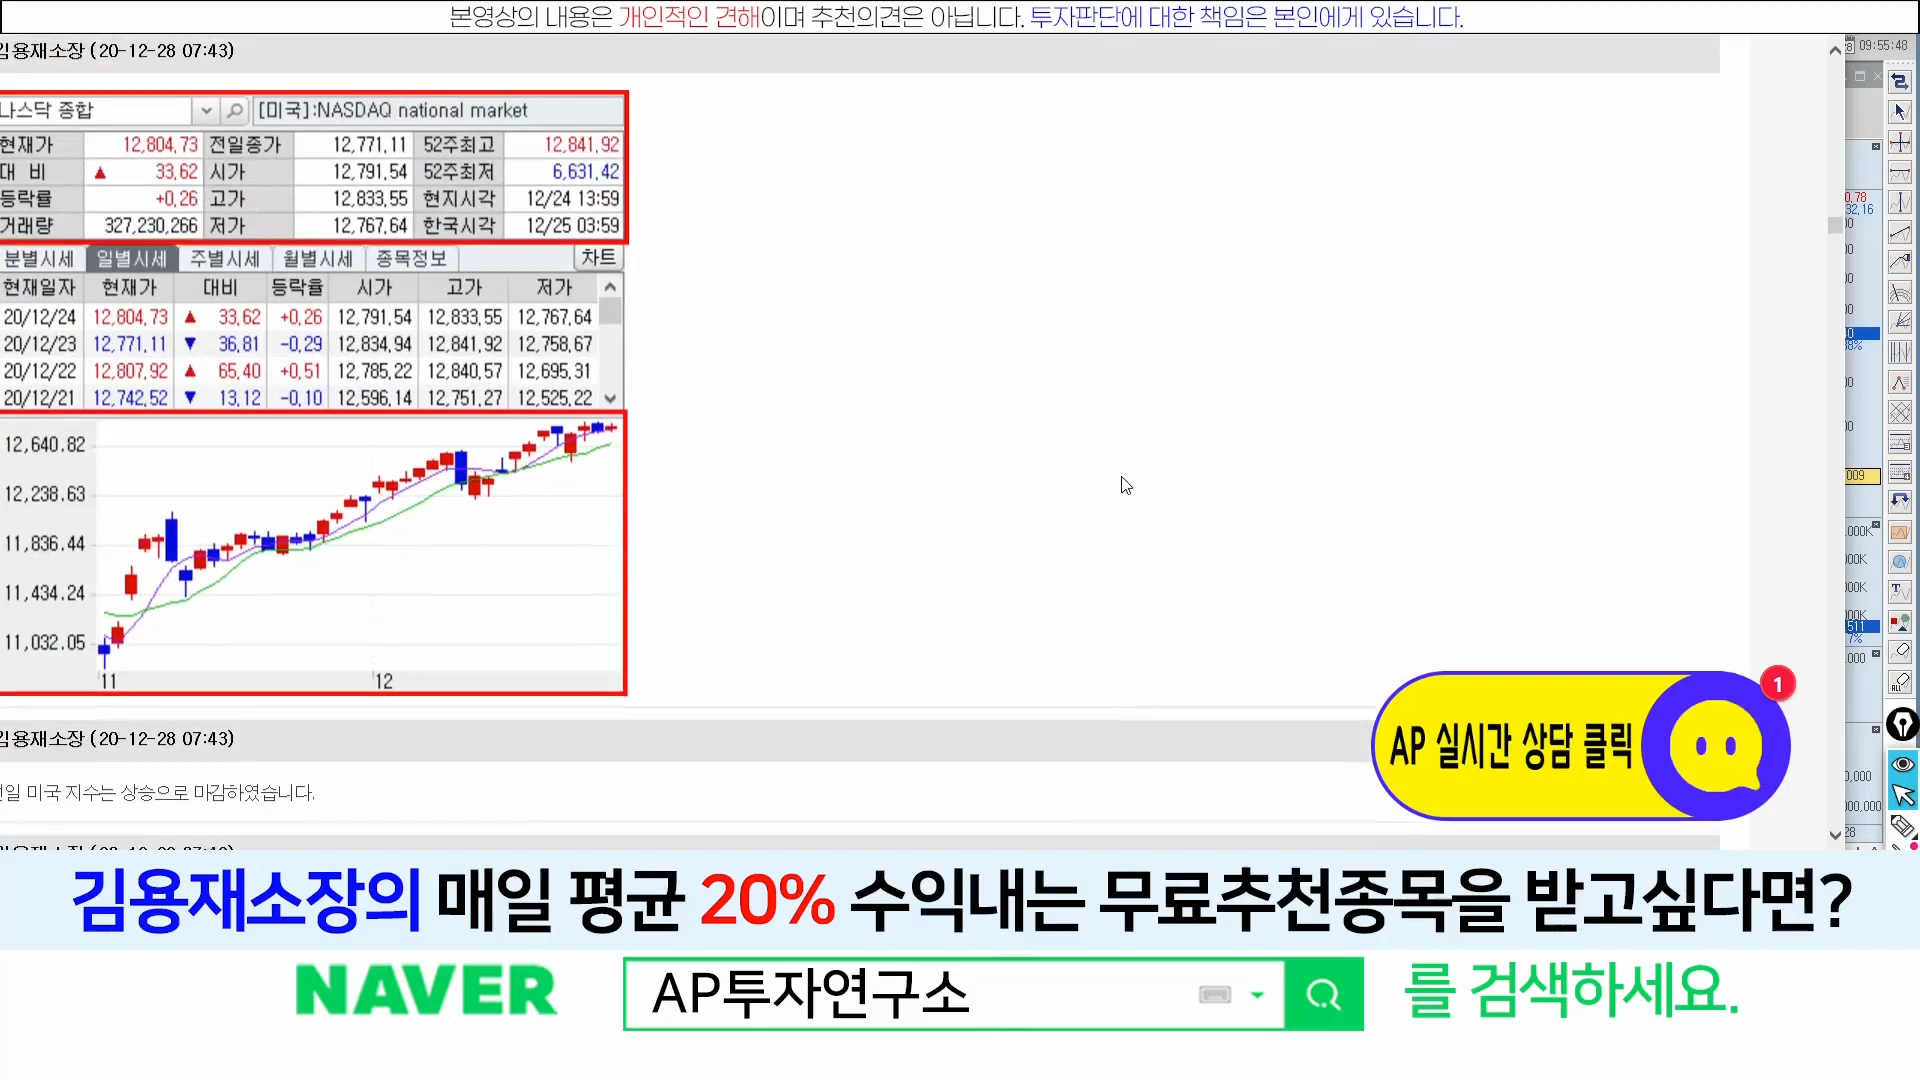 본영상의 내용은 개인적인 견해이며 추천의견은 아닙니다. 투자판단에 대한 책임은 본인에게 있습니다.
김용재소장 (20-12-28 07:43)
09:55:48
나스닥 종합 [미국]:NASDAQ national market
현재가 12,804.73 전일종가 12,771.11 52주최고 12,841.92
대 비 ▲ 33.62 시가 12,791.54 52주최저 6,631.42
등락률 +0.26 고가 12,833.55 현지시각 12/24 13:59
거래량 327,230,266 저가 12,767.64 한국시각 12/25 03:59
분별시세 일별시세 주별시세 월별시세 종목정보 차트
현재일자 현재가 대비 등락율 시가 고가 저가
20/12/24 12,804.73 ▲ 33.62 +0.26 12,791.54 12,833.55 12,767.64
20/12/23 12,771.11 ▼ 36.81 -0.29 12,834.94 12,841.92 12,758.67
20/12/22 12,807.92 ▲ 65.40 +0.51 12,785.22 12,840.57 12,695.31
20/12/21 12,742.52 ▼ 13.12 -0.10 12,596.14 12,751.27 12,525.22
12,640.82
12,238.63
11,836.44
11,434.24
11,032.05
11 12
김용재소장 (20-12-28 07:43)
전일 미국 지수는 상승으로 마감하였습니다.
AP 실시간 상담 클릭
1
김용재소장의 매일 평균 20% 수익내는 무료추천종목을 받고싶다면?
NAVER AP투자연구소 를 검색하세요.